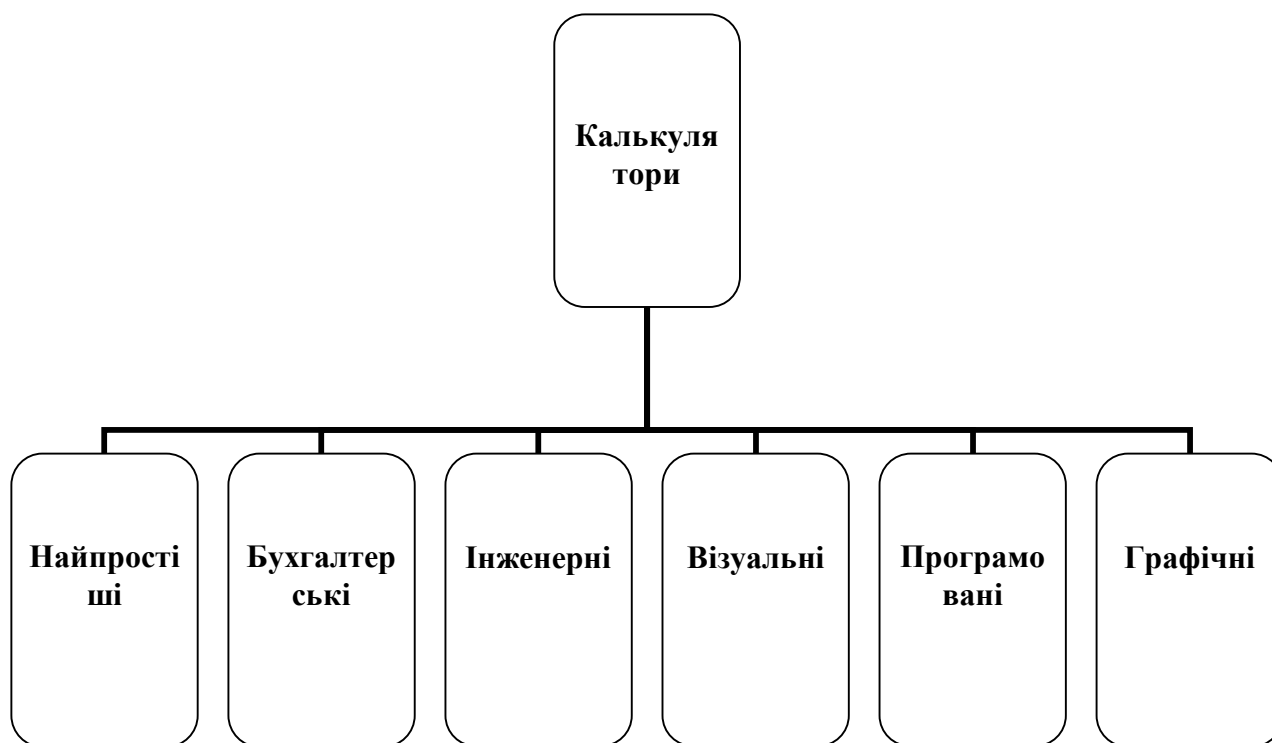 Калькуля
тори
Найпрості
ші
Бухгалтер
ські
Інженерні
Візуальні
Програмо
вані
Графічні